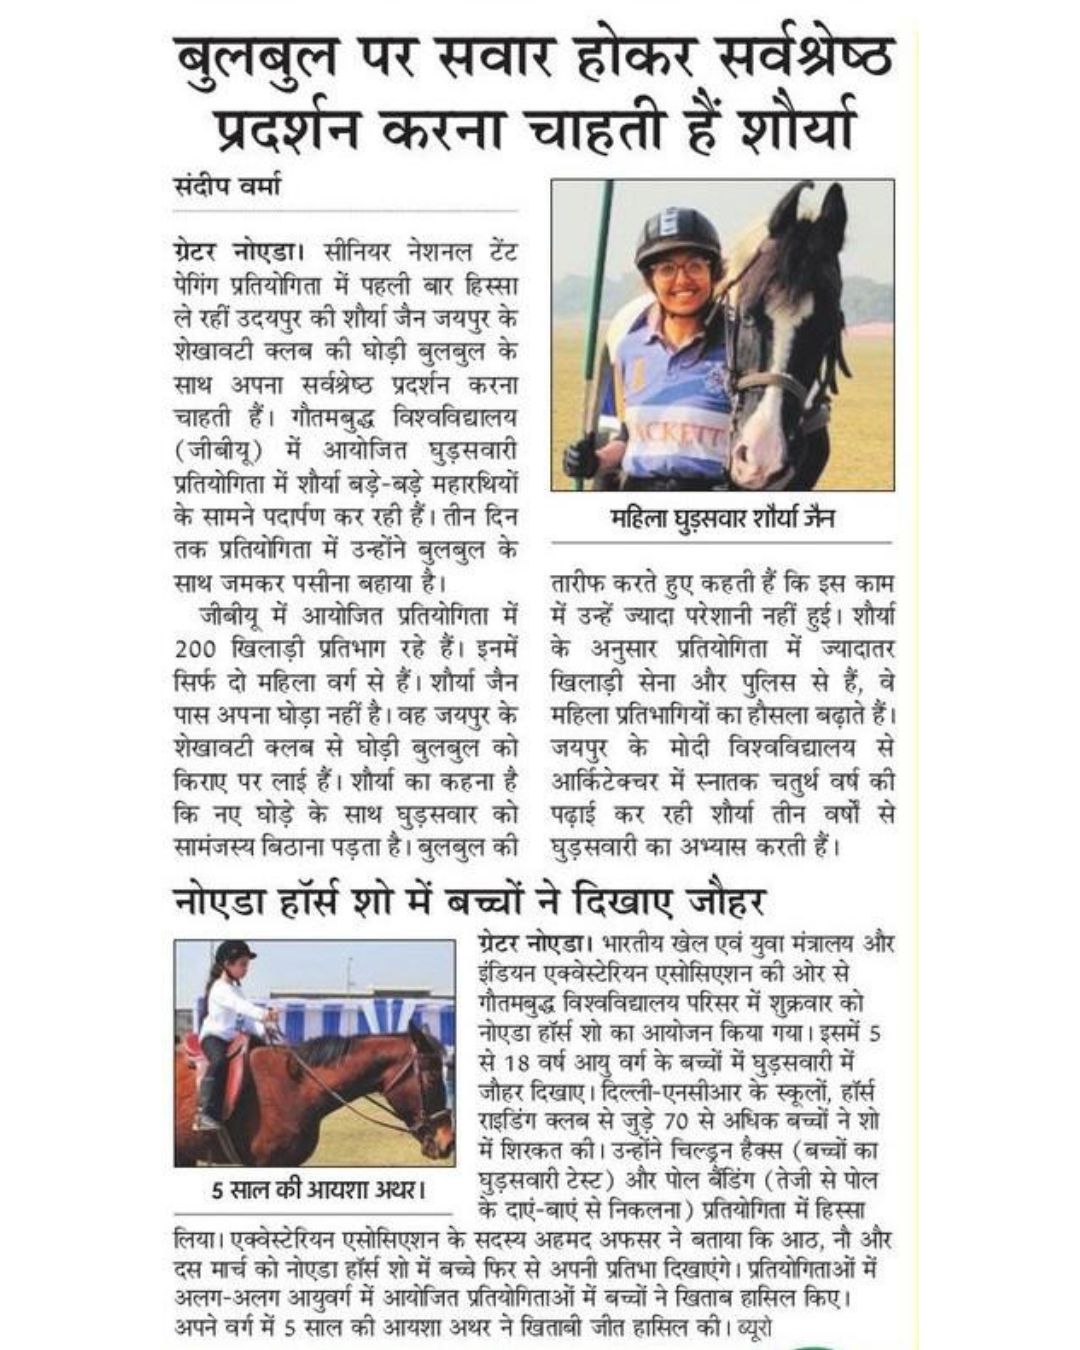 बुलबुल पर सवार होकर सर्वश्रेष्ठ
प्रदर्शन करना चाहती हैं शौर्या
संदीप वर्मा
ग्रेटर नोएडा। सीनियर नेशनल टेंट
पेगिंग प्रतियोगिता में पहली बार हिस्सा
ले रहीं उदयपुर की शौर्या जैन जयपुर के
शेखावटी क्लब की घोड़ी बुलबुल के
साथ अपना सर्वश्रेष्ठ प्रदर्शन करना
चाहती हैं। गौतमबुद्ध विश्वविद्यालय
(जीबीयू) में आयोजित घुड़सवारी
प्रतियोगिता में शौर्या बड़े-बड़े महारथियों
के सामने पदार्पण कर रही हैं। तीन दिन
तक प्रतियोगिता में उन्होंने बुलबुल के
साथ जमकर पसीना बहाया है।
जीबीयू में आयोजित प्रतियोगिता में
200 खिलाड़ी प्रतिभाग रहे हैं। इनमें
सिर्फ दो महिला वर्ग से हैं। शौर्या जैन
पास अपना घोड़ा नहीं है। वह जयपुर के
शेखावटी क्लब से घोड़ी बुलबुल को
किराए पर लाई हैं। शौर्या का कहना है
कि नए घोड़े के साथ घुड़सवार को
सामंजस्य बिठाना पड़ता है। बुलबुल की
ACKETT
महिला घुड़सवार शौर्या जैन
तारीफ करते हुए कहती हैं कि इस काम
में उन्हें ज्यादा परेशानी नहीं हुई। शौर्या
के अनुसार प्रतियोगिता में ज्यादातर
खिलाड़ी सेना और पुलिस से हैं, वे
महिला प्रतिभागियों का हौसला बढ़ाते हैं।
जयपुर के मोदी विश्वविद्यालय से
आर्किटेक्चर में स्नातक चतुर्थ वर्ष की
पढ़ाई कर रही शौर्या तीन वर्षों से
घुड़सवारी का अभ्यास करती हैं।
नोएडा हॉर्स शो में बच्चों ने दिखाए जौहर
5 साल की आयशा अथर।
ग्रेटर नोएडा। भारतीय खेल एवं युवा मंत्रालय और
इंडियन एक्वेस्टेरियन एसोसिएशन की ओर से
गौतमबुद्ध विश्वविद्यालय परिसर में शुक्रवार को
नोएडा हॉर्स शो का आयोजन किया गया। इसमें 5
से 18 वर्ष आयु वर्ग के बच्चों में घुड़सवारी में
जौहर दिखाए। दिल्ली-एनसीआर के स्कूलों, हॉर्स
राइडिंग क्लब से जुड़े 70 से अधिक बच्चों ने शो
में शिरकत की। उन्होंने चिल्ड्रन हैक्स (बच्चों का
घुड़सवारी टेस्ट) और पोल बैंडिंग (तेजी से पोल
के दाएं-बाएं से निकलना) प्रतियोगिता में हिस्सा
लिया। एक्वेस्टेरियन एसोसिएशन के सदस्य अहमद अफसर ने बताया कि आठ, नौ और
दस मार्च को नोएडा हॉर्स शो में बच्चे फिर से अपनी प्रतिभा दिखाएंगे। प्रतियोगिताओं में
अलग-अलग आयुवर्ग में आयोजित प्रतियोगिताओं में बच्चों ने खिताब हासिल किए।
अपने वर्ग में 5 साल की आयशा अथर ने खिताबी जीत हासिल की। ब्यूरो